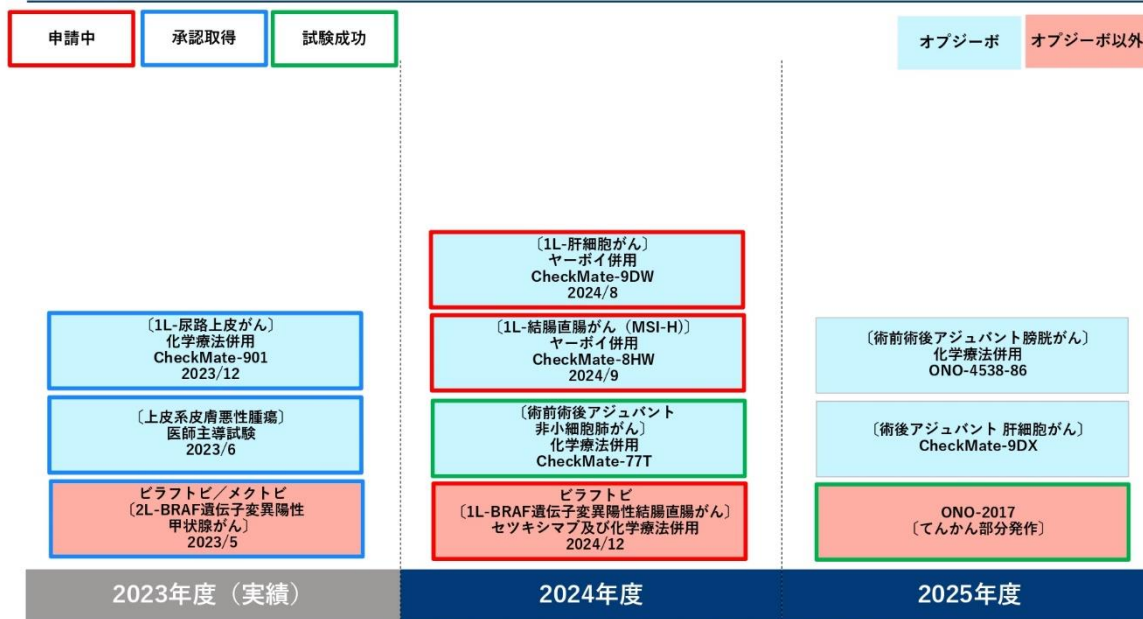 申請中
承認取得
試験成功
オプジーボ
オプジーボ以外
〔1L-尿路上皮がん〕
化学療法併用
CheckMate-901
2023/12
〔上皮系皮膚悪性腫瘍〕
医師主導試験
2023/6
ビラフトビ／メクトビ
〔2L-BRAF遺伝子変異陽性
甲状腺がん〕
2023/5
2023年度（実績）
〔1L-肝細胞がん〕
ヤーボイ併用
CheckMate-9DW
2024/8
〔1L-結腸直腸がん（MSI-H)〕
ヤーボイ併用
CheckMate-8HW
2024/9
〔術前術後アジュバント
非小細胞肺がん〕
化学療法併用
CheckMate-77T
ビラフトビ
〔1L-BRAF遺伝子変異陽性結腸直腸がん〕
セツキシマブ及び化学療法併用
2024/12
2024年度
〔術前術後アジュバント膀胱がん〕
化学療法併用
ONO-4538-86
〔術後アジュバント 肝細胞がん〕
CheckMate-9DX
ONO-2017
〔てんかん部分発作〕
2025年度